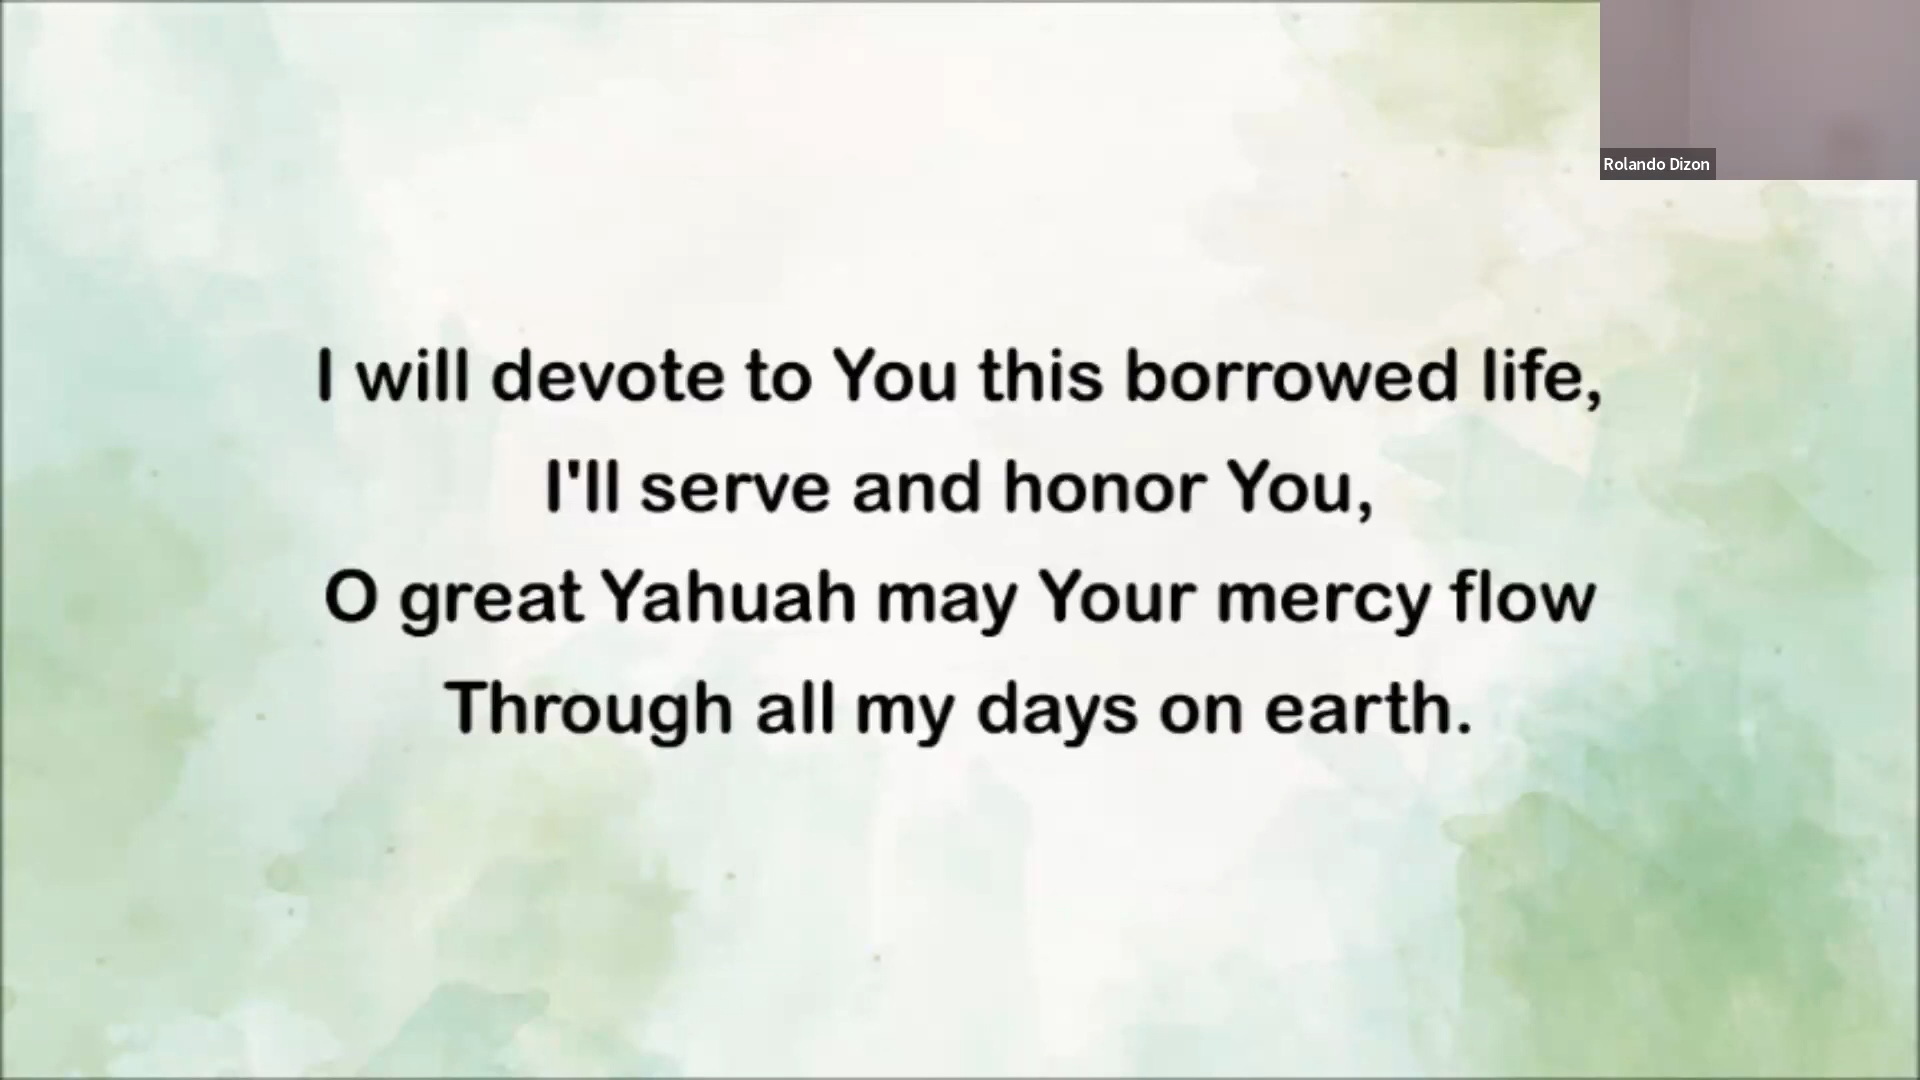 Rolando Dizon
I will devote to You this borrowed life,
I'll serve and honor You,
O great Yahuah may Your mercy flow
Through all my days on earth.